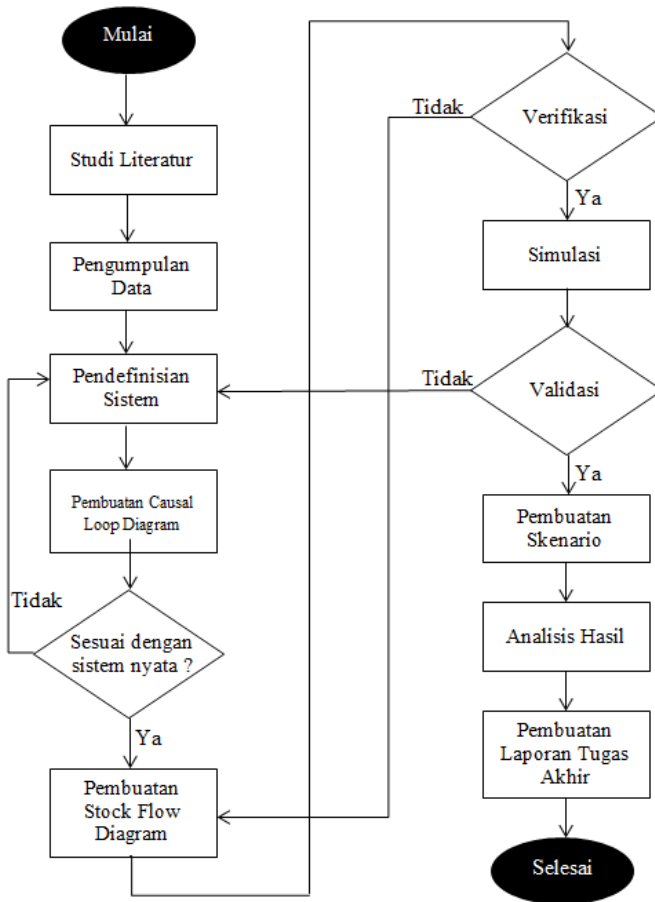 Mulai
Studi Literatur
Pengumpulan
Data
Pendefinisian
Sistem
Pembuatan Causal
Loop Diagram
Tidak
Sesuai dengan
sistem nyata ?
Ya
Pembuatan
Stock Flow
Diagram
Tidak
Verifikasi
Ya
Simulasi
Tidak
Validasi
Ya
Pembuatan
Skenario
Analisis Hasil
Pembuatan
Laporan Tugas
Akhir
Selesai